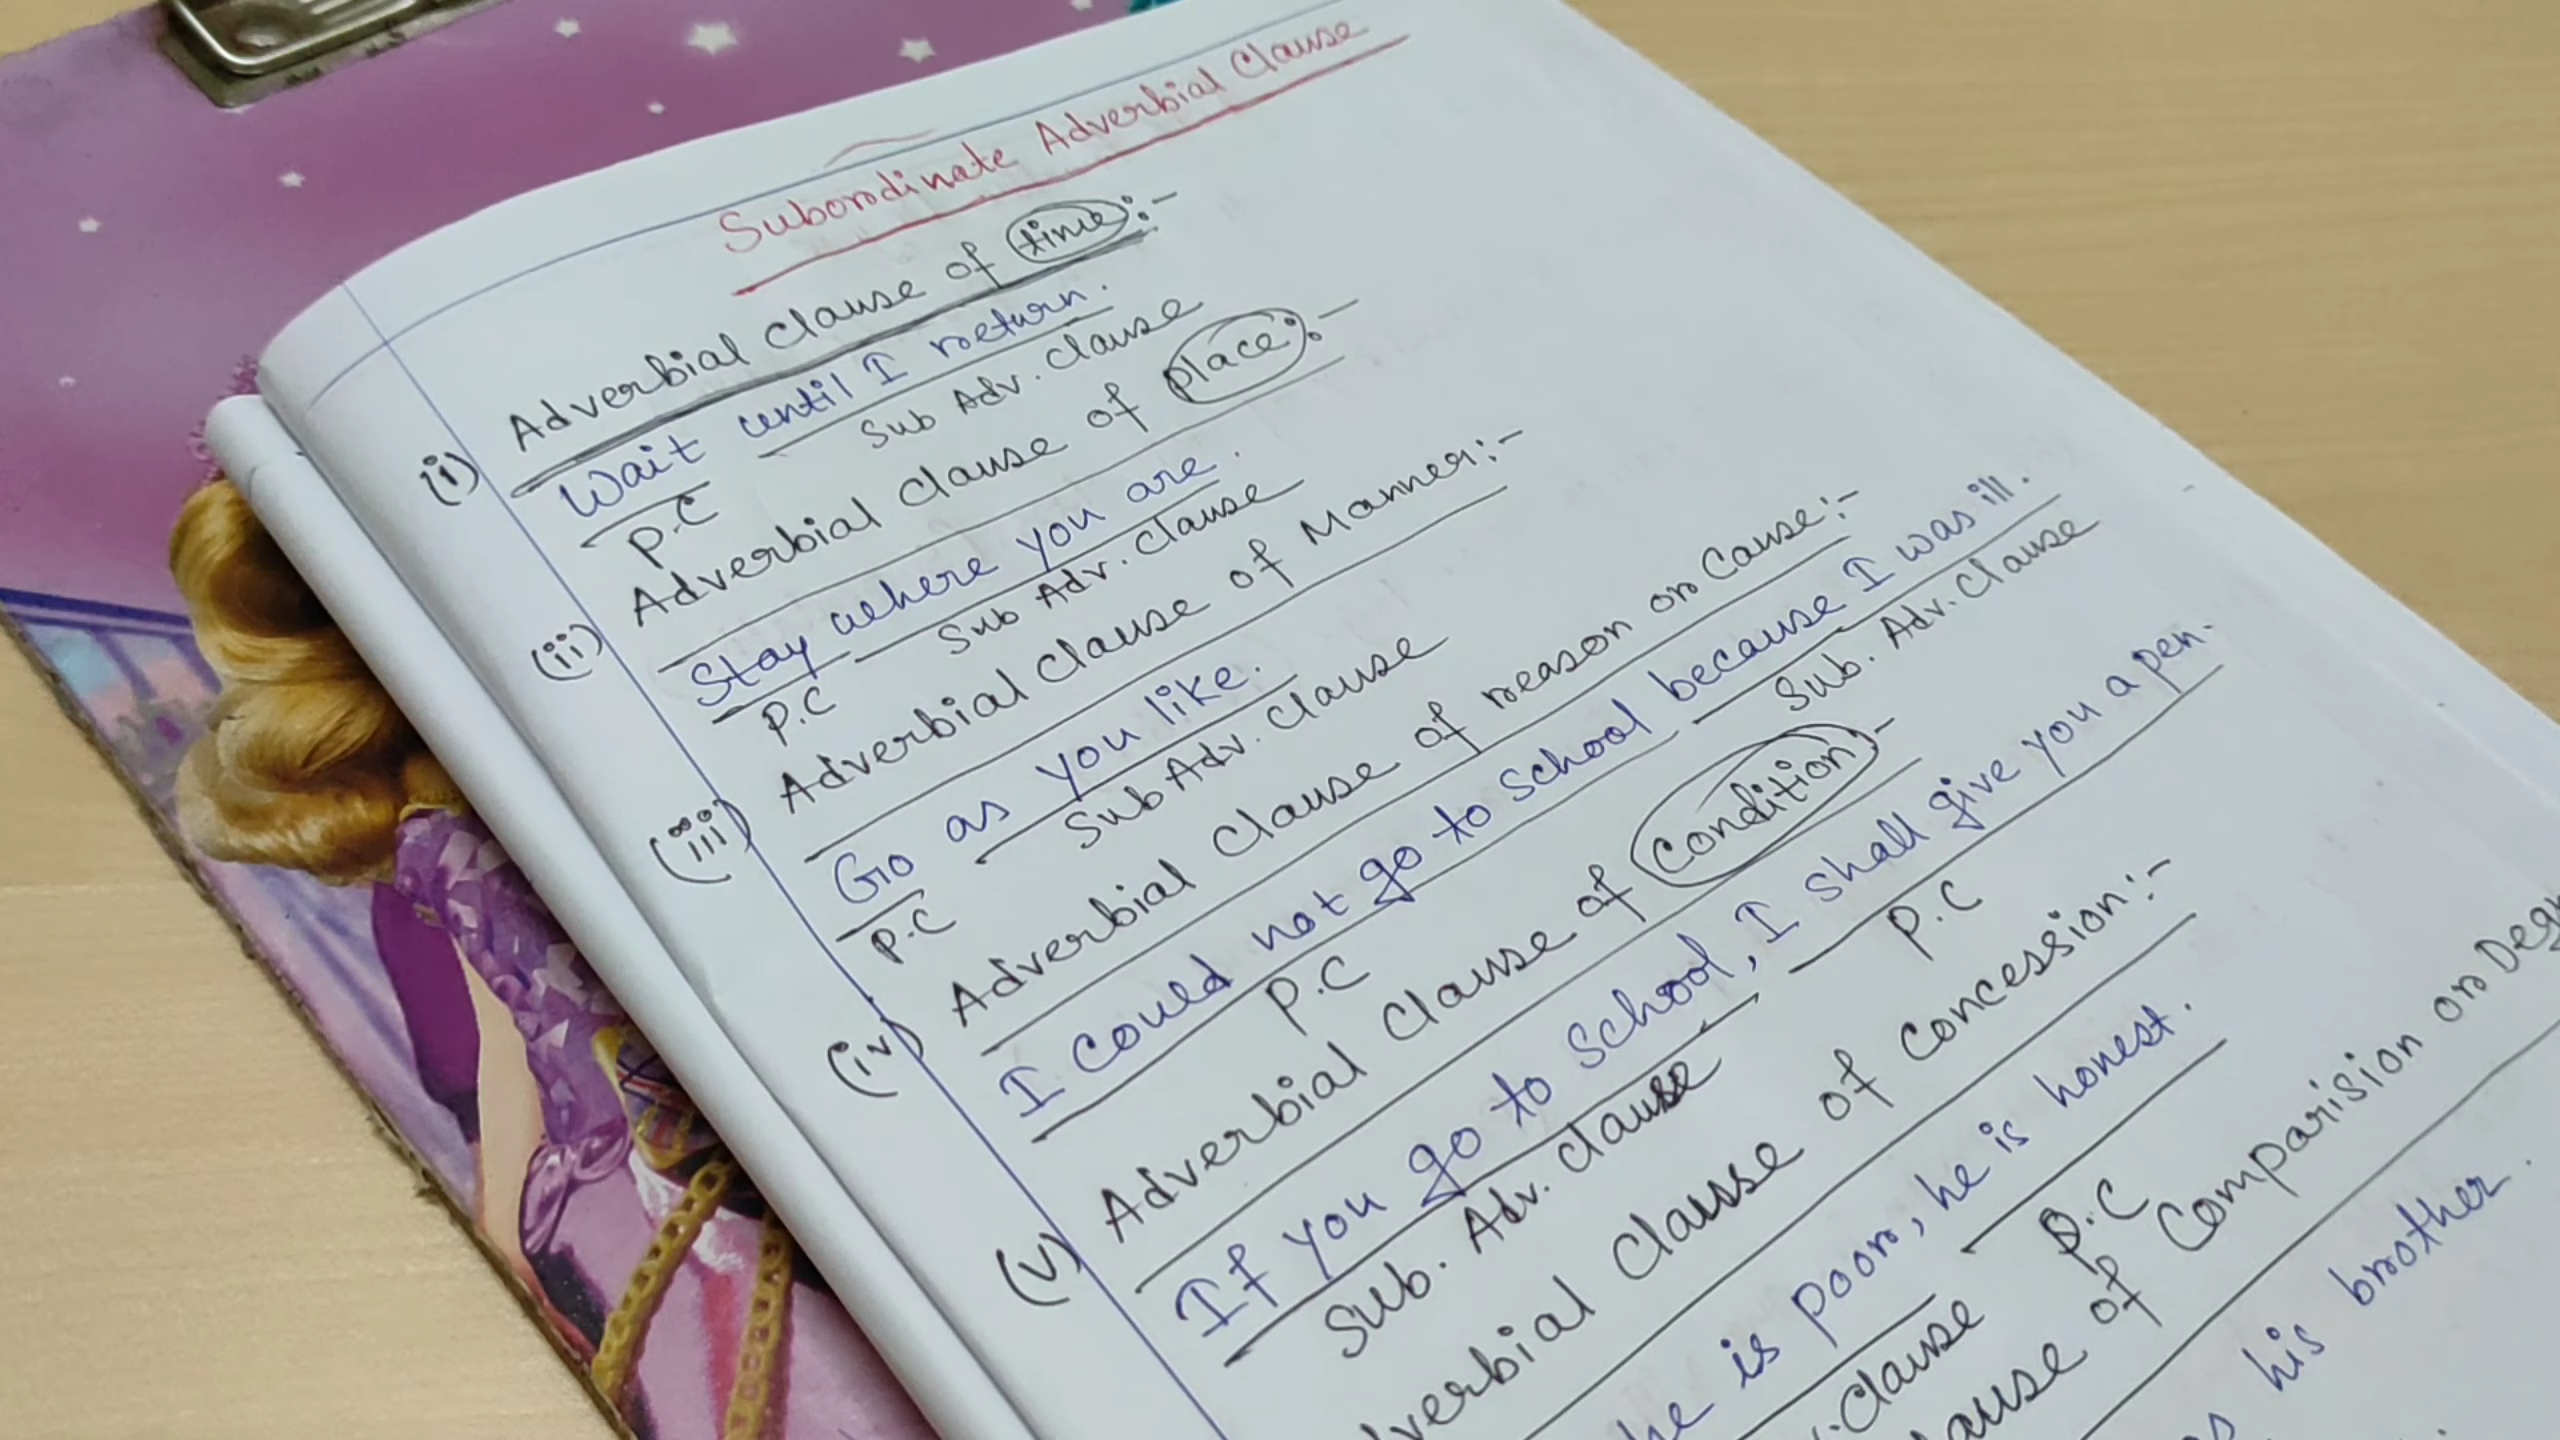 Subordinate Adverbial Clause
(i) Adverbial Clause of time:-
Wait until I return.
P.C Sub Adv. Clause
(ii) Adverbial Clause of place:-
Stay where you are.
P.C Sub Adv. Clause
(iii) Adverbial Clause of Manner:-
Go as you like.
P.C Sub Adv. Clause
(iv) Adverbial Clause of reason or Cause:-
I could not go to School because I was ill.
P.C Sub. Adv. Clause
(v) Adverbial Clause of Condition:-
If you go to School, I shall give you a pen.
Sub. Adv. Clause P.C
Clause of Concession:-
he is poor, he is honest.
Clause P.C
of Comparision or
his brother.